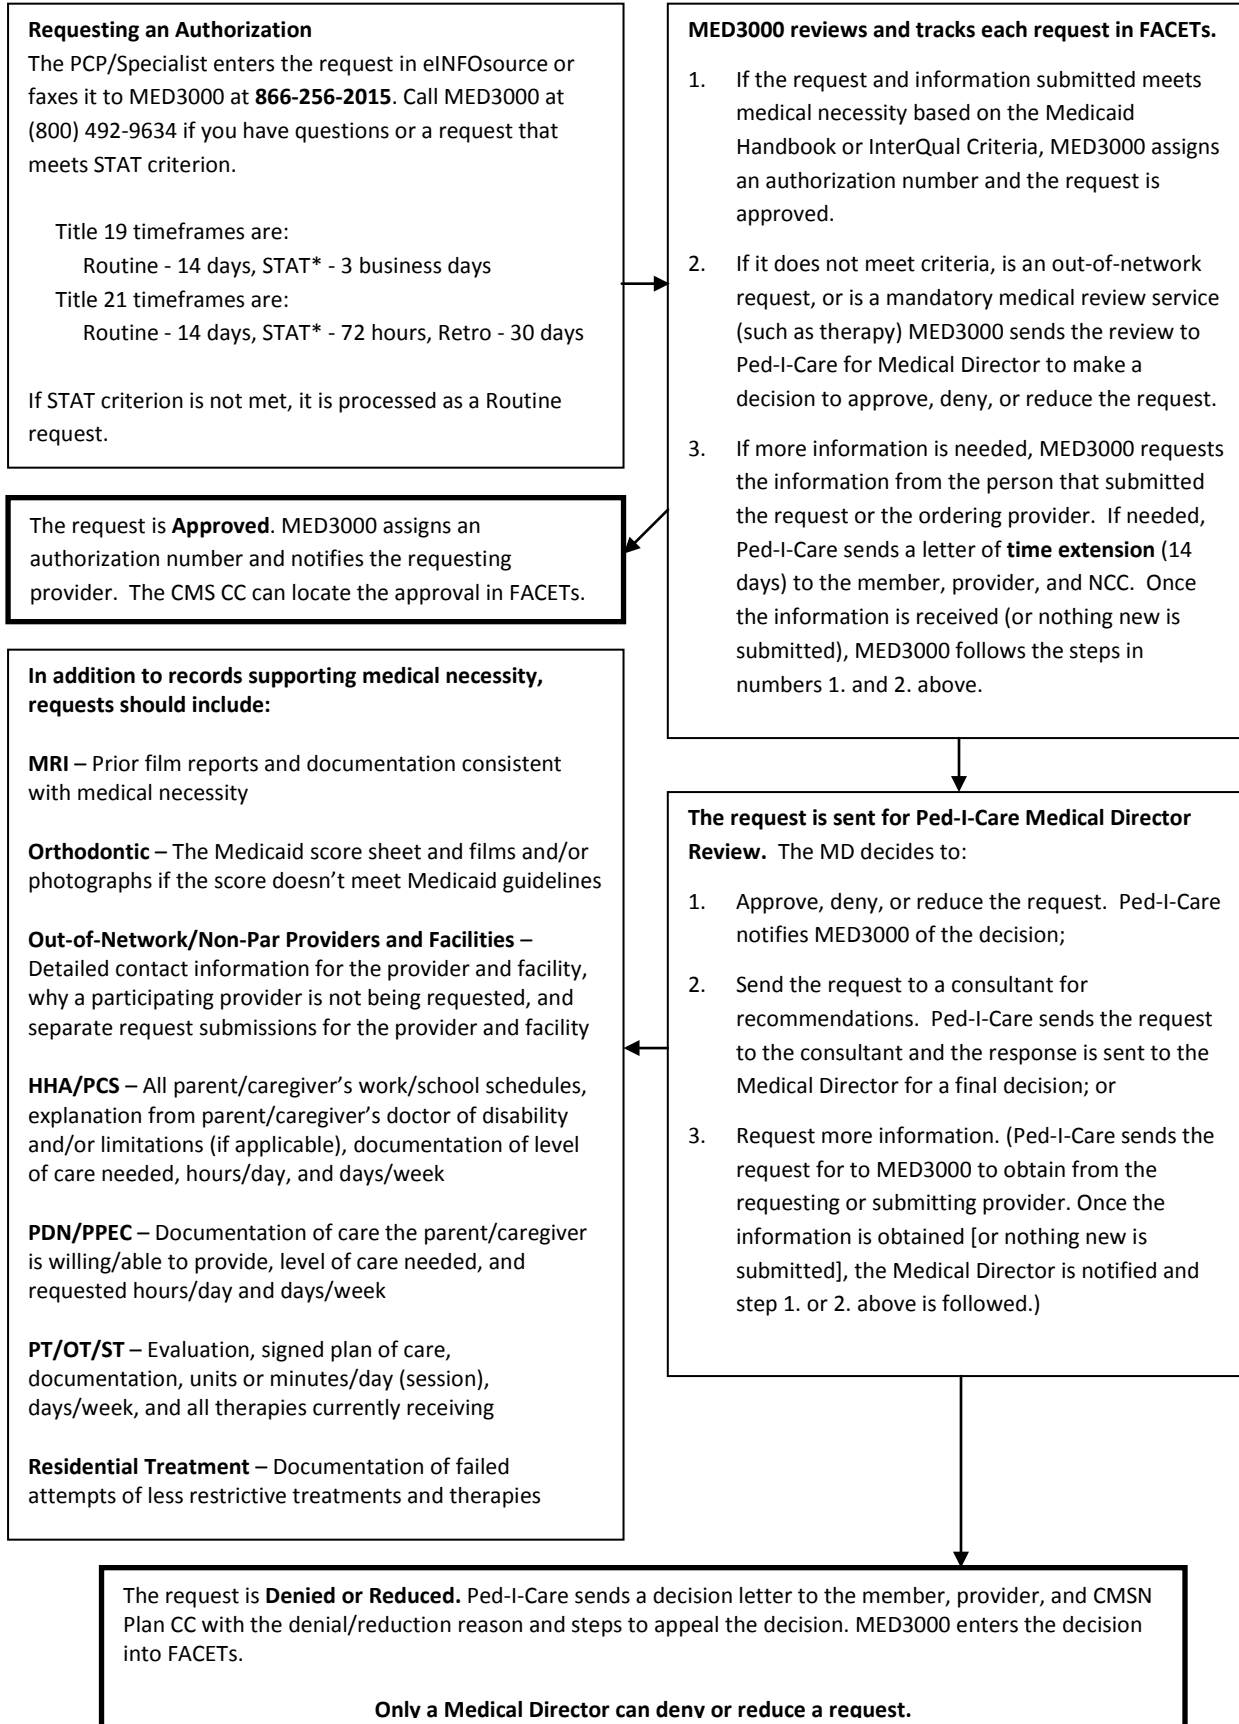 Requesting an Authorization
The PCP/Specialist enters the request in eINFOsource or
faxes it to MED3000 at 866-256-2015. Call MED3000 at
(800) 492-9634 if you have questions or a request that
meets STAT criterion.
Title 19 timeframes are:
Routine - 14 days, STAT* - 3 business days
Title 21 timeframes are:
Routine - 14 days, STAT* - 72 hours, Retro - 30 days
If STAT criterion is not met, it is processed as a Routine
request.
MED3000 reviews and tracks each request in FACETs.
1. If the request and information submitted meets
medical necessity based on the Medicaid
Handbook or InterQual Criteria, MED3000 assigns
an authorization number and the request is
approved.
2. If it does not meet criteria, is an out-of-network
request, or is a mandatory medical review service
(such as therapy) MED3000 sends the review to
Ped-I-Care for Medical Director to make a
decision to approve, deny, or reduce the request.
3. If more information is needed, MED3000 requests
the information from the person that submitted
the request or the ordering provider.  If needed,
Ped-I-Care sends a letter of time extension (14
days) to the member, provider, and NCC.  Once
the information is received (or nothing new is
submitted), MED3000 follows the steps in
numbers 1. and 2. above.
The request is Approved. MED3000 assigns an
authorization number and notifies the requesting
provider.  The CMS CC can locate the approval in FACETs.
In addition to records supporting medical necessity,
requests should include:
MRI – Prior film reports and documentation consistent
with medical necessity
Orthodontic – The Medicaid score sheet and films and/or
photographs if the score doesn't meet Medicaid guidelines
Out-of-Network/Non-Par Providers and Facilities –
Detailed contact information for the provider and facility,
why a participating provider is not being requested, and
separate request submissions for the provider and facility
HHA/PCS – All parent/caregiver's work/school schedules,
explanation from parent/caregiver's doctor of disability
and/or limitations (if applicable), documentation of level
of care needed, hours/day, and days/week
PDN/PPEC – Documentation of care the parent/caregiver
is willing/able to provide, level of care needed, and
requested hours/day and days/week
PT/OT/ST – Evaluation, signed plan of care,
documentation, units or minutes/day (session),
days/week, and all therapies currently receiving
Residential Treatment – Documentation of failed
attempts of less restrictive treatments and therapies
The request is sent for Ped-I-Care Medical Director
Review.  The MD decides to:
1. Approve, deny, or reduce the request.  Ped-I-Care
notifies MED3000 of the decision;
2. Send the request to a consultant for
recommendations.  Ped-I-Care sends the request
to the consultant and the response is sent to the
Medical Director for a final decision; or
3. Request more information. (Ped-I-Care sends the
request for to MED3000 to obtain from the
requesting or submitting provider. Once the
information is obtained [or nothing new is
submitted], the Medical Director is notified and
step 1. or 2. above is followed.)
The request is Denied or Reduced. Ped-I-Care sends a decision letter to the member, provider, and CMSN
Plan CC with the denial/reduction reason and steps to appeal the decision. MED3000 enters the decision
into FACETs.
Only a Medical Director can deny or reduce a request.